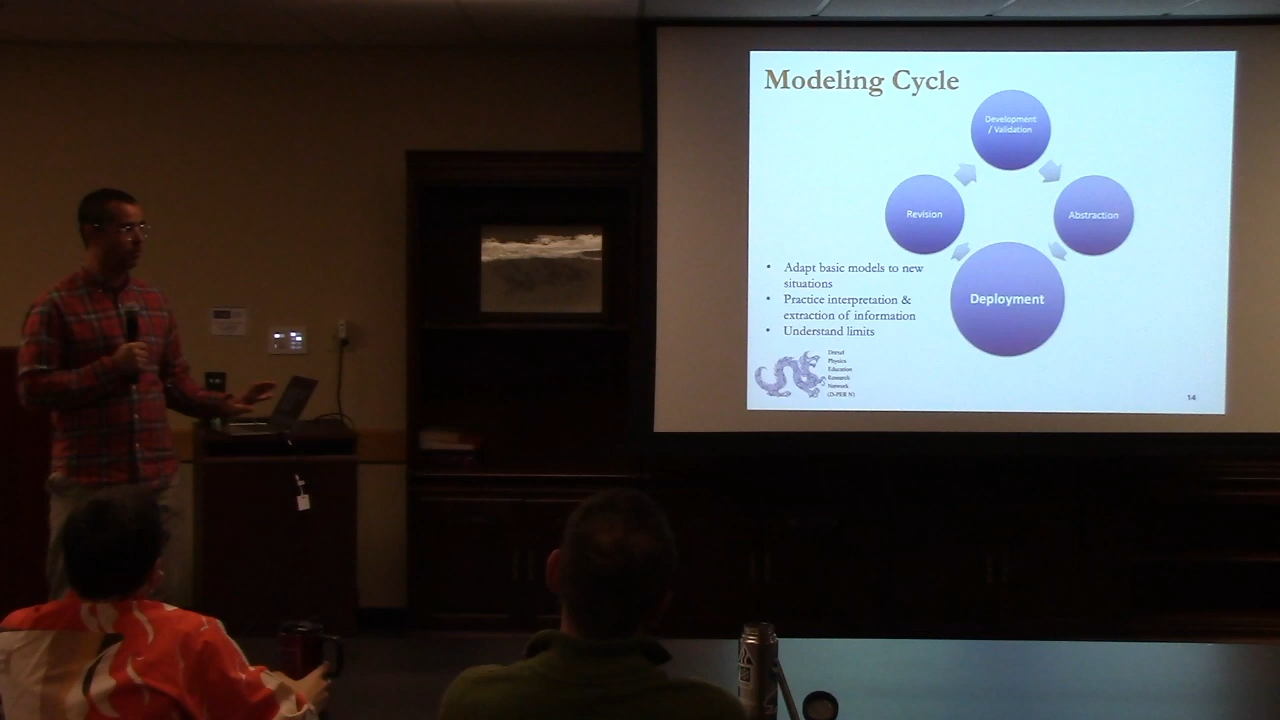 Modeling Cycle
Development
/ Validation
Revision
Abstraction
Deployment
• Adapt basic models to new
situations
• Practice interpretation &
extraction of information
• Understand limits
Drexel
Physics
Education
Research
Network
(D-PER N)
14